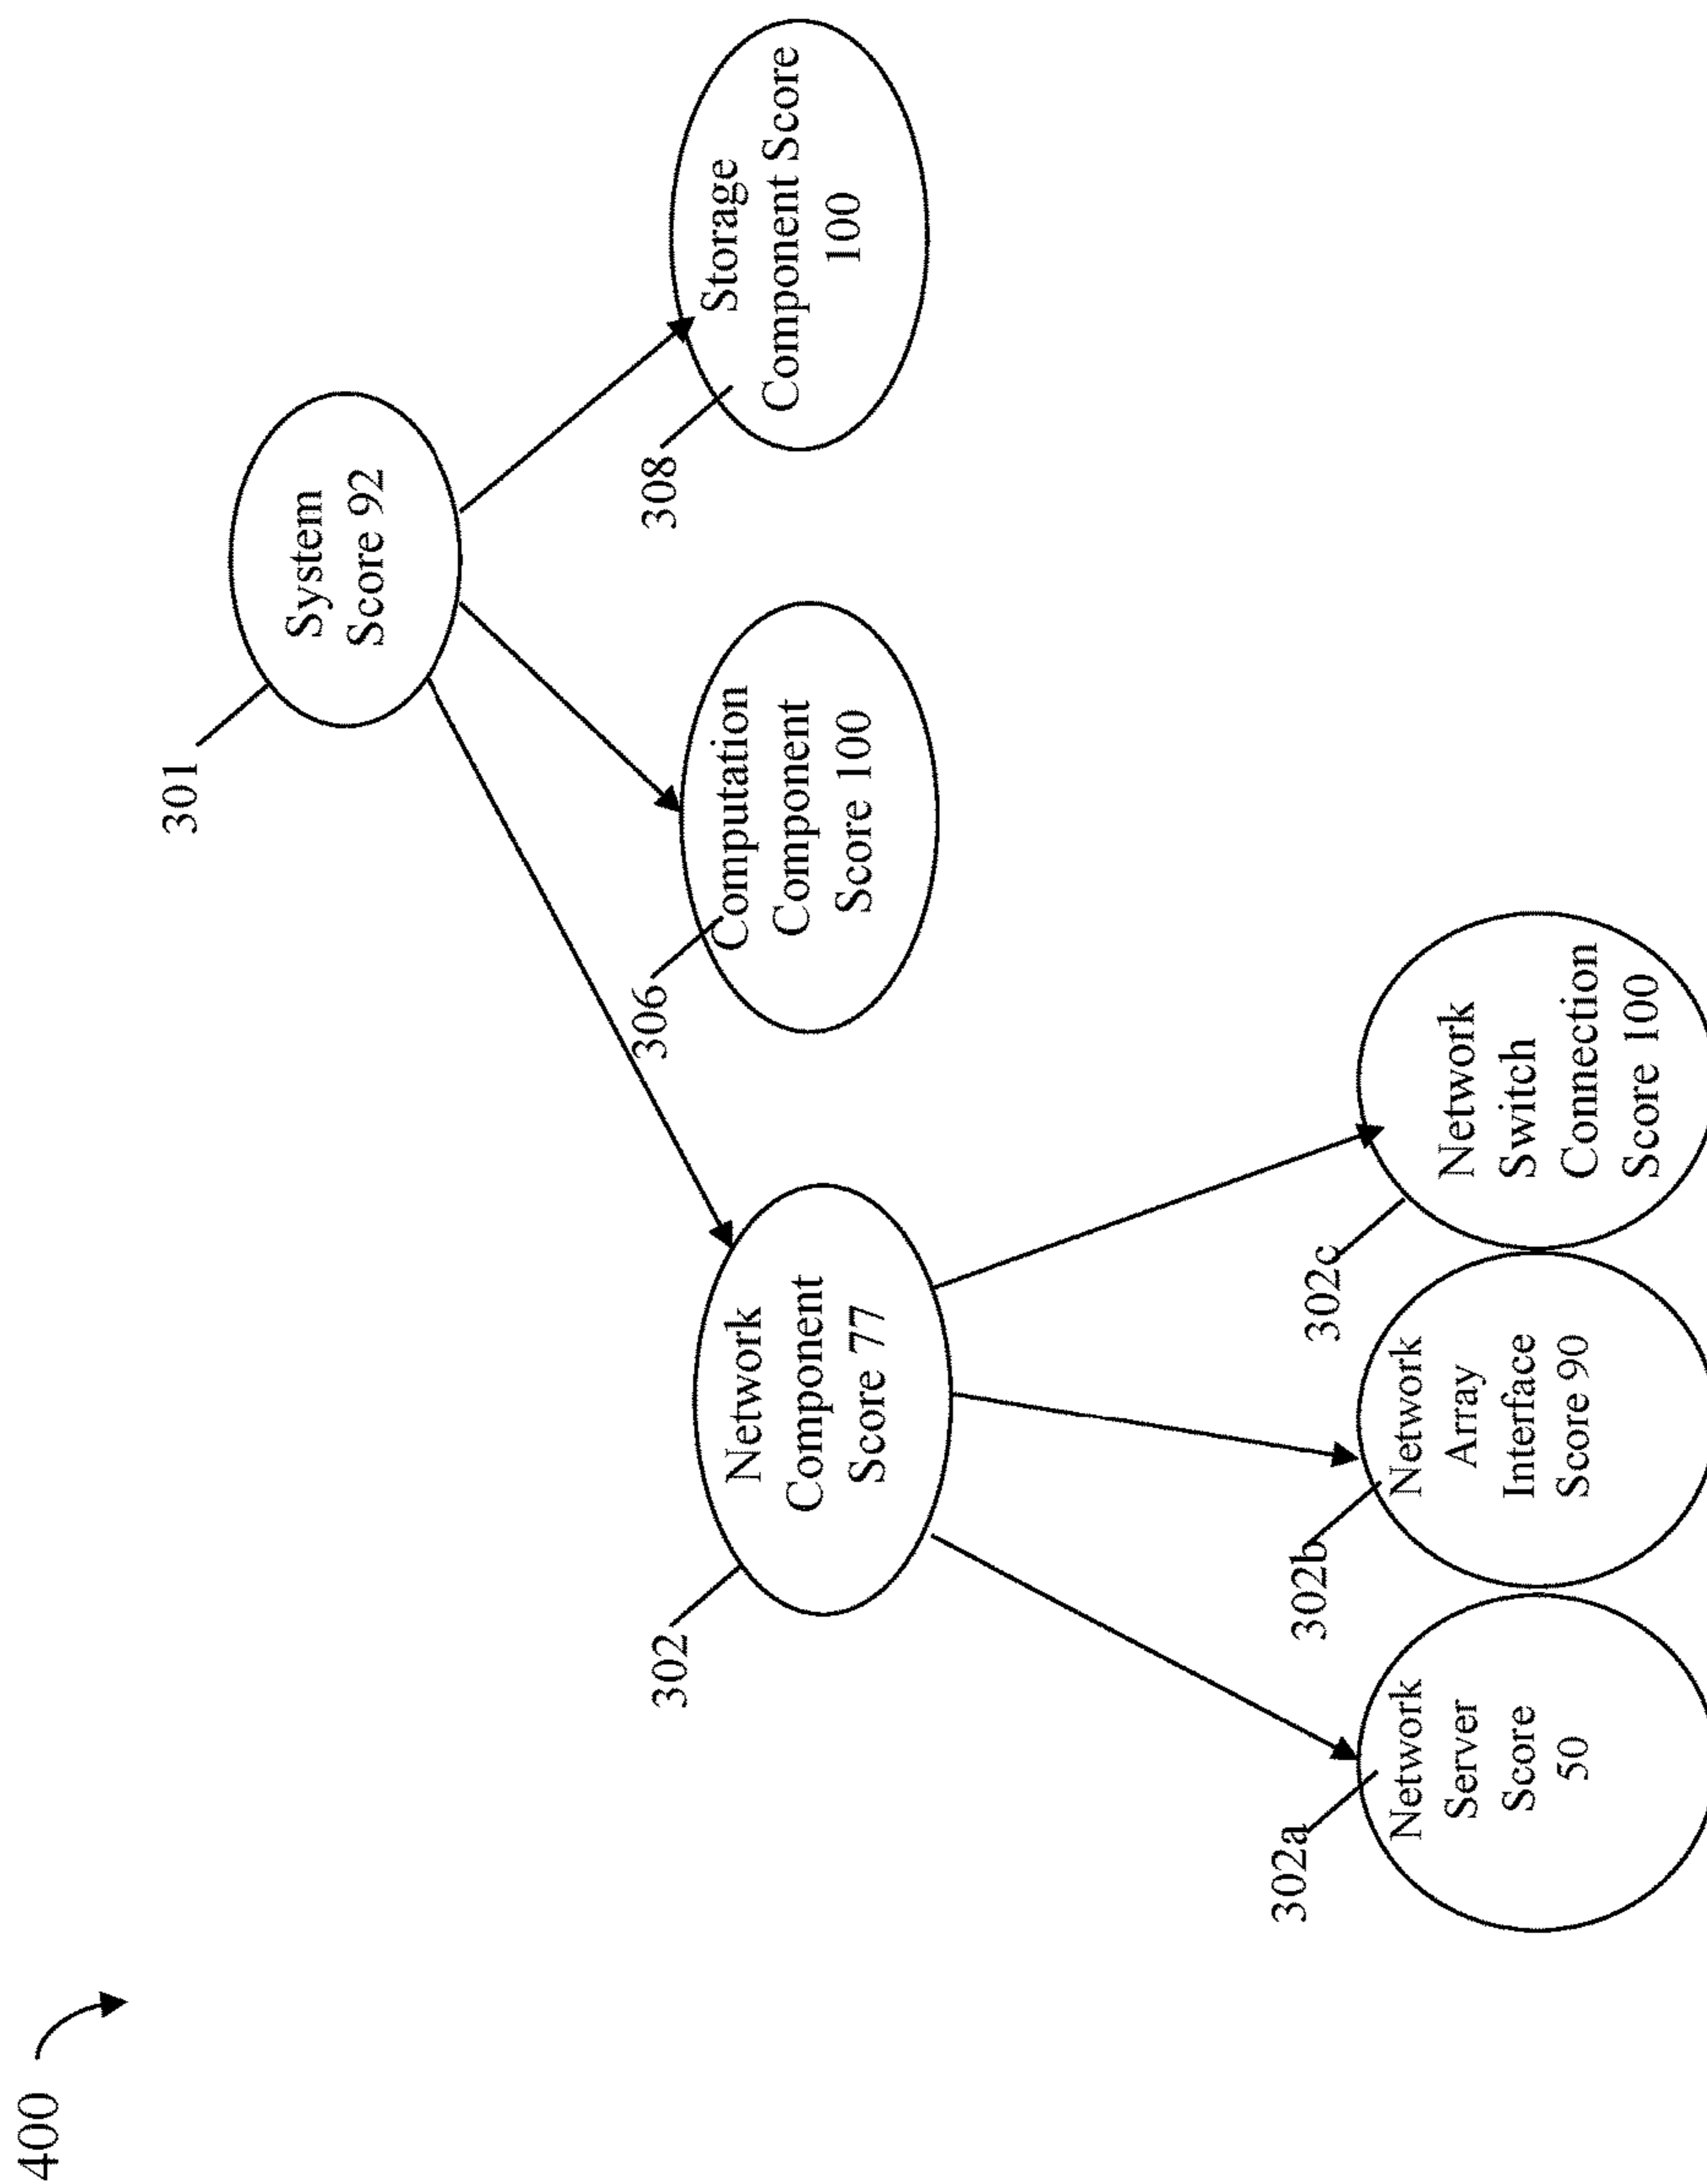 400
301
System
Score 92
302
Network
Component
Score 77
306
Computation
Component
Score 100
308
Storage
Component Score
100
302a
Network
Server
Score
50
302b
Network
Array
Interface
Score 90
302c
Network
Switch
Connection
Score 100